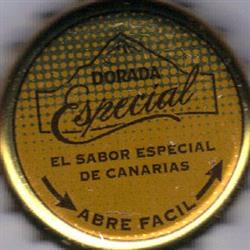 DORADA
Especial
EL SABOR ESPECIAL
DE CANARIAS
ABRE FACIL